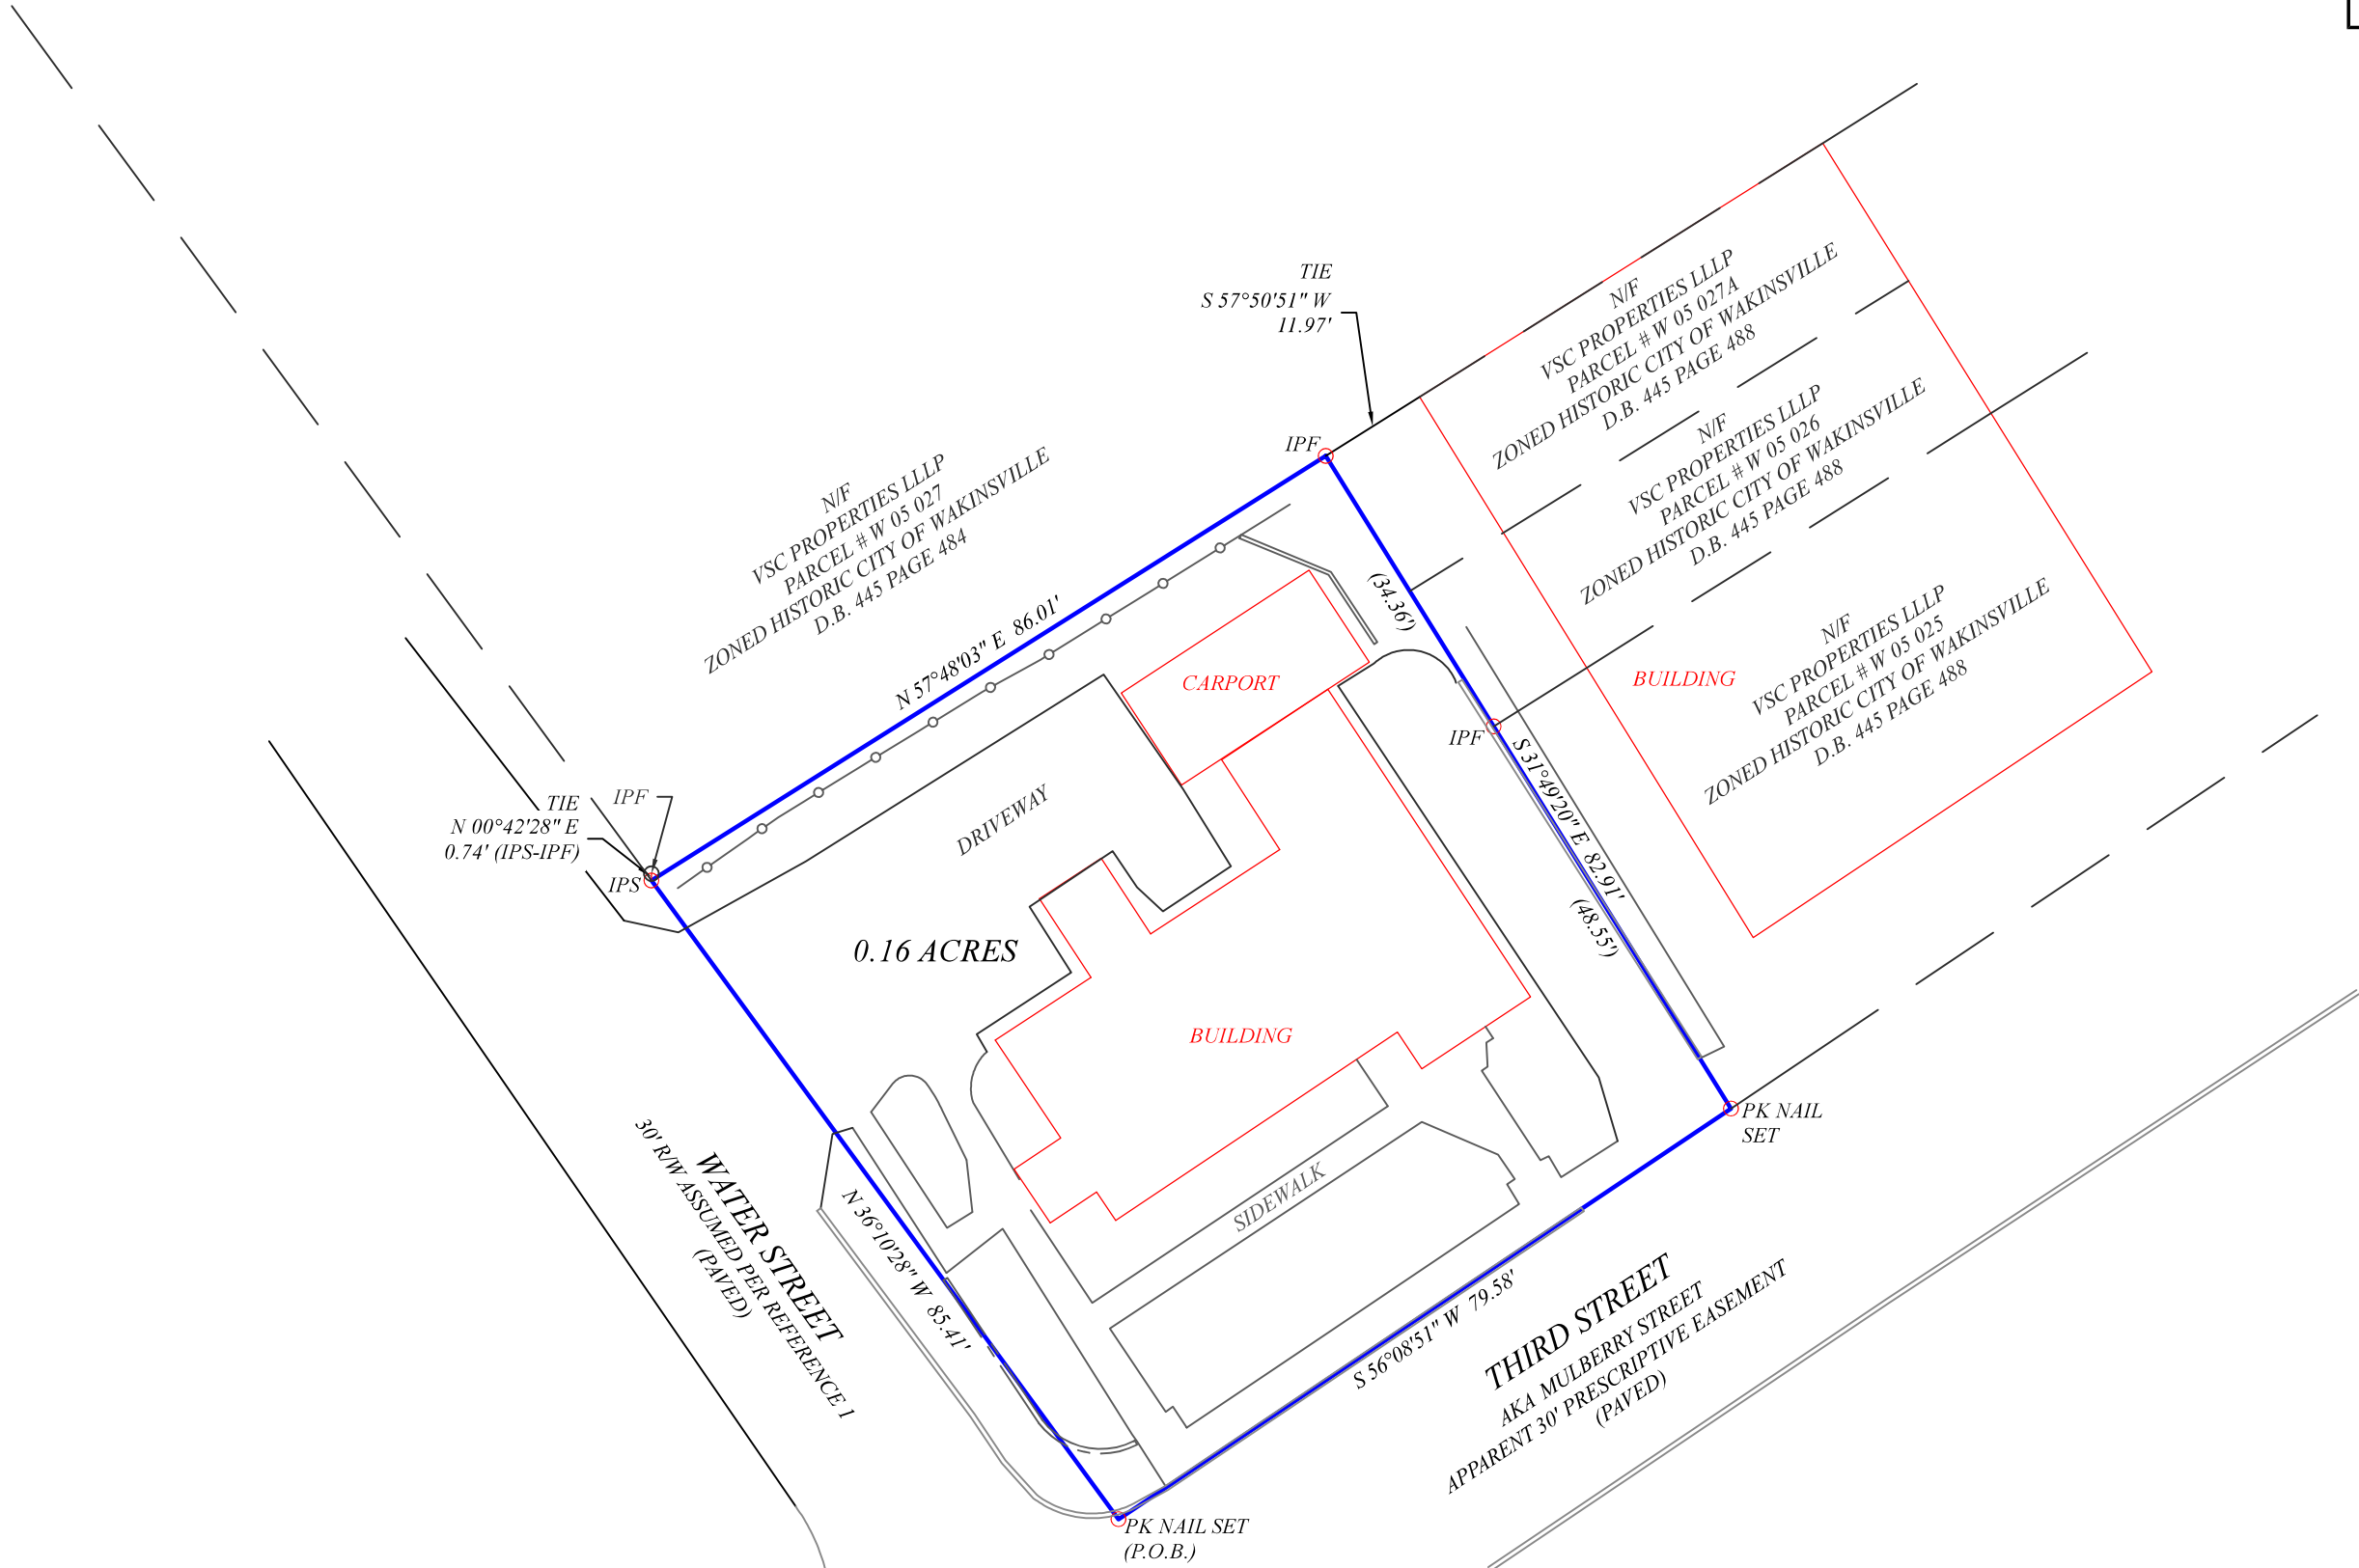 TIE
S 57°50'51" W
11.97'
IPF
N/F
VSC PROPERTIES LLLP
PARCEL # W 05 027A
ZONED HISTORIC CITY OF WAKINSVILLE
D.B. 445 PAGE 488
N/F
VSC PROPERTIES LLLP
PARCEL # W 05 026
ZONED HISTORIC CITY OF WAKINSVILLE
D.B. 445 PAGE 488
N/F
VSC PROPERTIES LLLP
PARCEL # W 05 027
ZONED HISTORIC CITY OF WAKINSVILLE
D.B. 445 PAGE 484
N 57°48'03" E 86.01'
(34.36')
CARPORT
BUILDING
N/F
VSC PROPERTIES LLLP
PARCEL # W 05 025
ZONED HISTORIC CITY OF WAKINSVILLE
D.B. 445 PAGE 488
IPF
S 31°49'20" E 82.91'
(48.55')
TIE
N 00°42'28" E
0.74' (IPS-IPF)
IPF
IPS
DRIVEWAY
0.16 ACRES
BUILDING
PK NAIL
SET
SIDEWALK
WATER STREET
30' R/W ASSUMED PER REFERENCE 1
(PAVED)
N 36°10'28" W 85.41'
S 56°08'51" W 79.58'
THIRD STREET
AKA MULBERRY STREET
APPARENT 30' PRESCRIPTIVE EASEMENT
(PAVED)
PK NAIL SET
(P.O.B.)